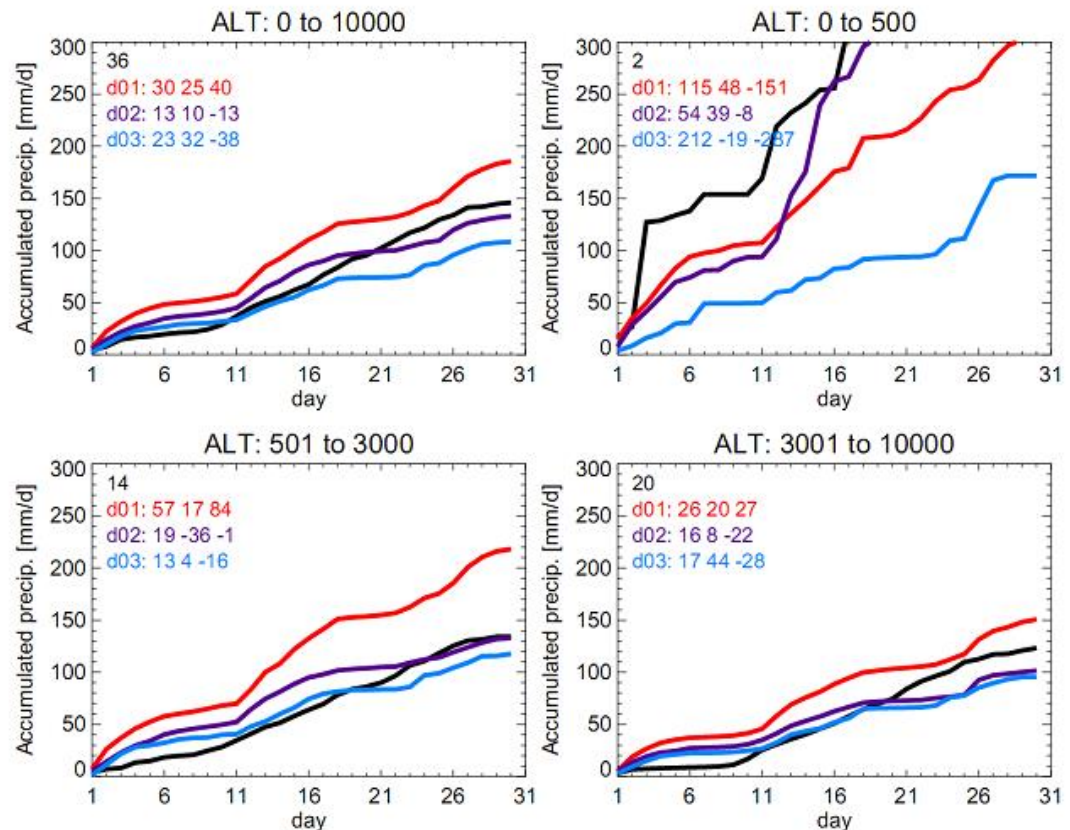 ALT: 0 to 10000
36
d01: 30 25 40
d02: 13 10 -13
d03: 23 32 -38
Accumulated precip. [mm/d]
300
250
200
150
100
50
0
1 6 11 16 21 26 31
day
ALT: 0 to 500
2
d01: 115 48 -151
d02: 54 39 -8
d03: 212 -19 -287
Accumulated precip. [mm/d]
300
250
200
150
100
50
0
1 6 11 16 21 26 31
day
ALT: 501 to 3000
14
d01: 57 17 84
d02: 19 -36 -1
d03: 13 4 -16
Accumulated precip. [mm/d]
300
250
200
150
100
50
0
1 6 11 16 21 26 31
day
ALT: 3001 to 10000
20
d01: 26 20 27
d02: 16 8 -22
d03: 17 44 -28
Accumulated precip. [mm/d]
300
250
200
150
100
50
0
1 6 11 16 21 26 31
day